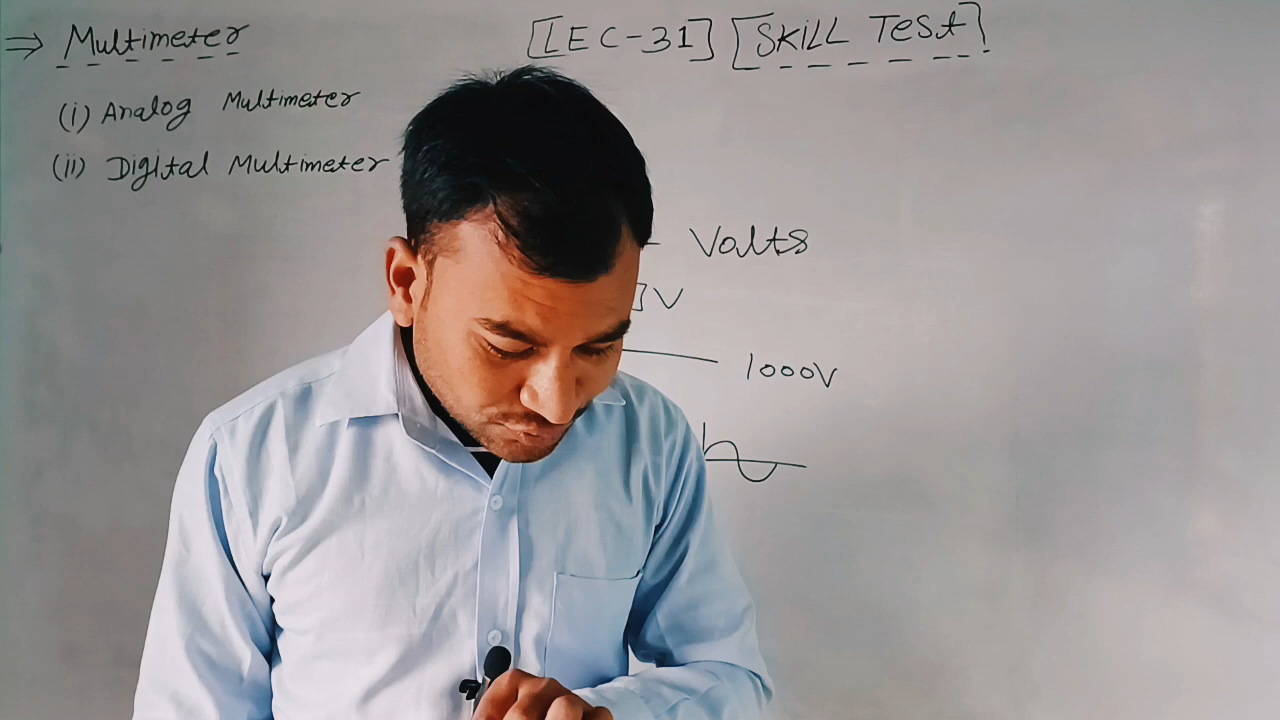 ⇒ Multimeter [LEC-31] [SKILL TEST]
(i) Analog Multimeter
(ii) Digital Multimeter
Volts
]V
1000V